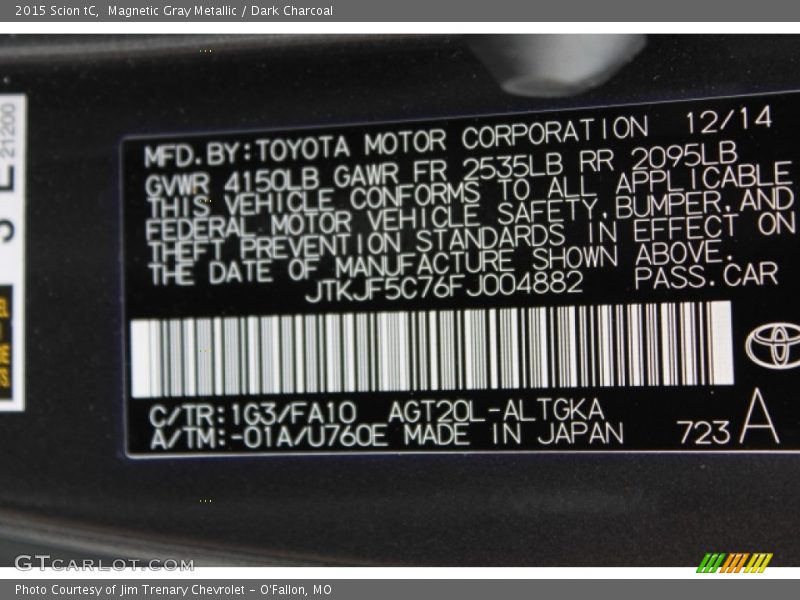 2015 Scion tC, Magnetic Gray Metallic / Dark Charcoal
21200
MFD.BY:TOYOTA MOTOR CORPORATION 12/14
GVWR 4150LB GAWR FR 2535LB RR 2095LB
THIS VEHICLE CONFORMS TO ALL APPLICABLE
FEDERAL MOTOR VEHICLE SAFETY,BUMPER,AND
THEFT PREVENTION STANDARDS IN EFFECT ON
THE DATE OF MANUFACTURE SHOWN ABOVE.
JTKJF5C76FJ004882 PASS.CAR
C/TR:1G3/FA10 AGT20L-ALTGKA
A/TM:-01A/U760E MADE IN JAPAN 723 A
GTCARLOT.COM
Photo Courtesy of Jim Trenary Chevrolet - O'Fallon, MO